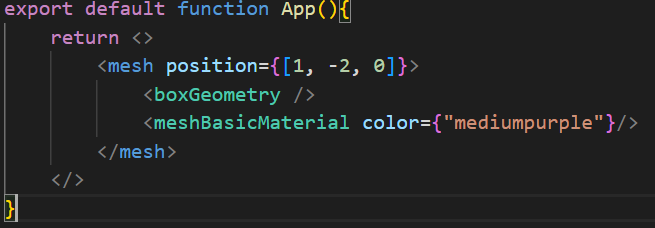 export default function App(){
    return <>
        <mesh position={[1, -2, 0]}>
            <boxGeometry />
            <meshBasicMaterial color={"mediumpurple"}/>
        </mesh>
    </>
}